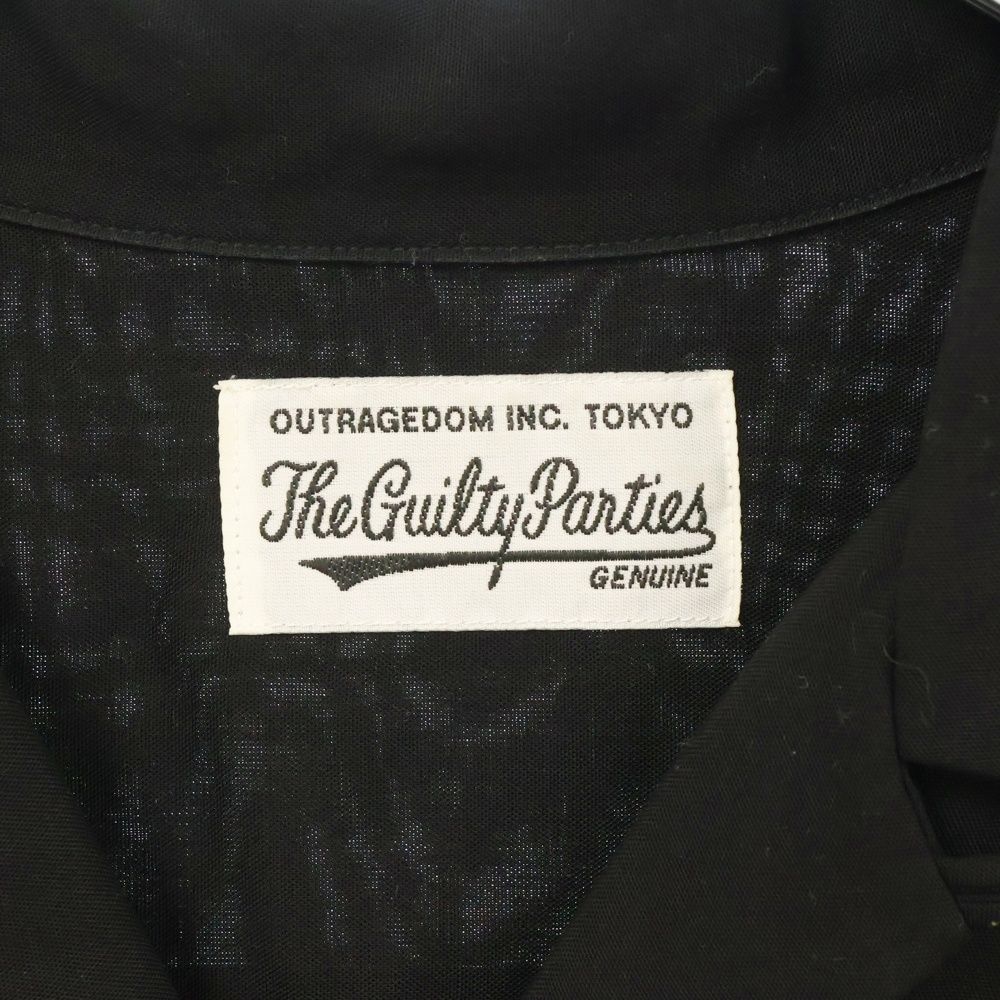 OUTRAGEDOM INC. TOKYO
The Guilty Parties
GENUINE